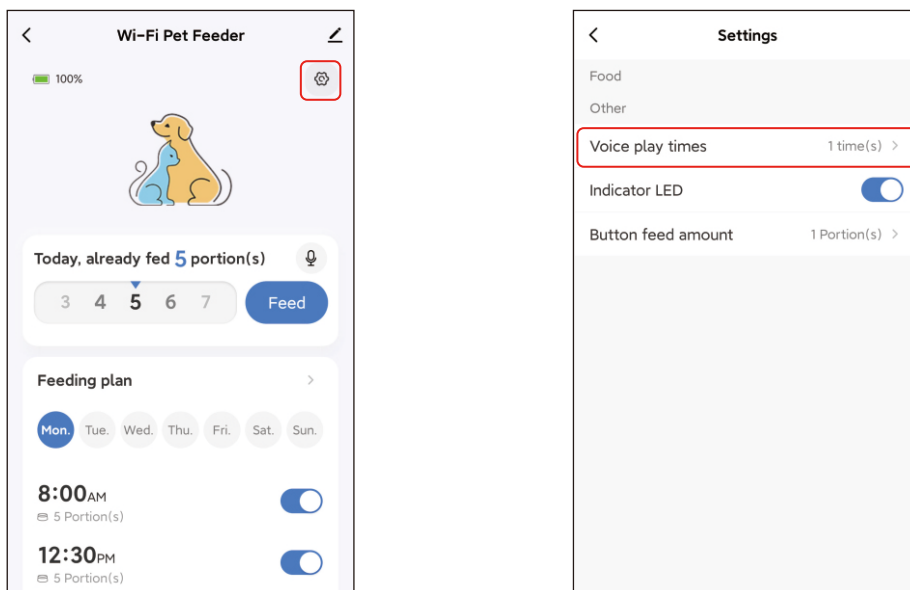 Wi-Fi Pet Feeder
100%
Today, already fed 5 portion(s)
3 4 5 6 7 Feed
Feeding plan
Mon. Tue. Wed. Thu. Fri. Sat. Sun.
8:00AM
5 Portion(s)
12:30PM
5 Portion(s)
Settings
Food
Other
Voice play times 1 time(s)
Indicator LED
Button feed amount 1 Portion(s)